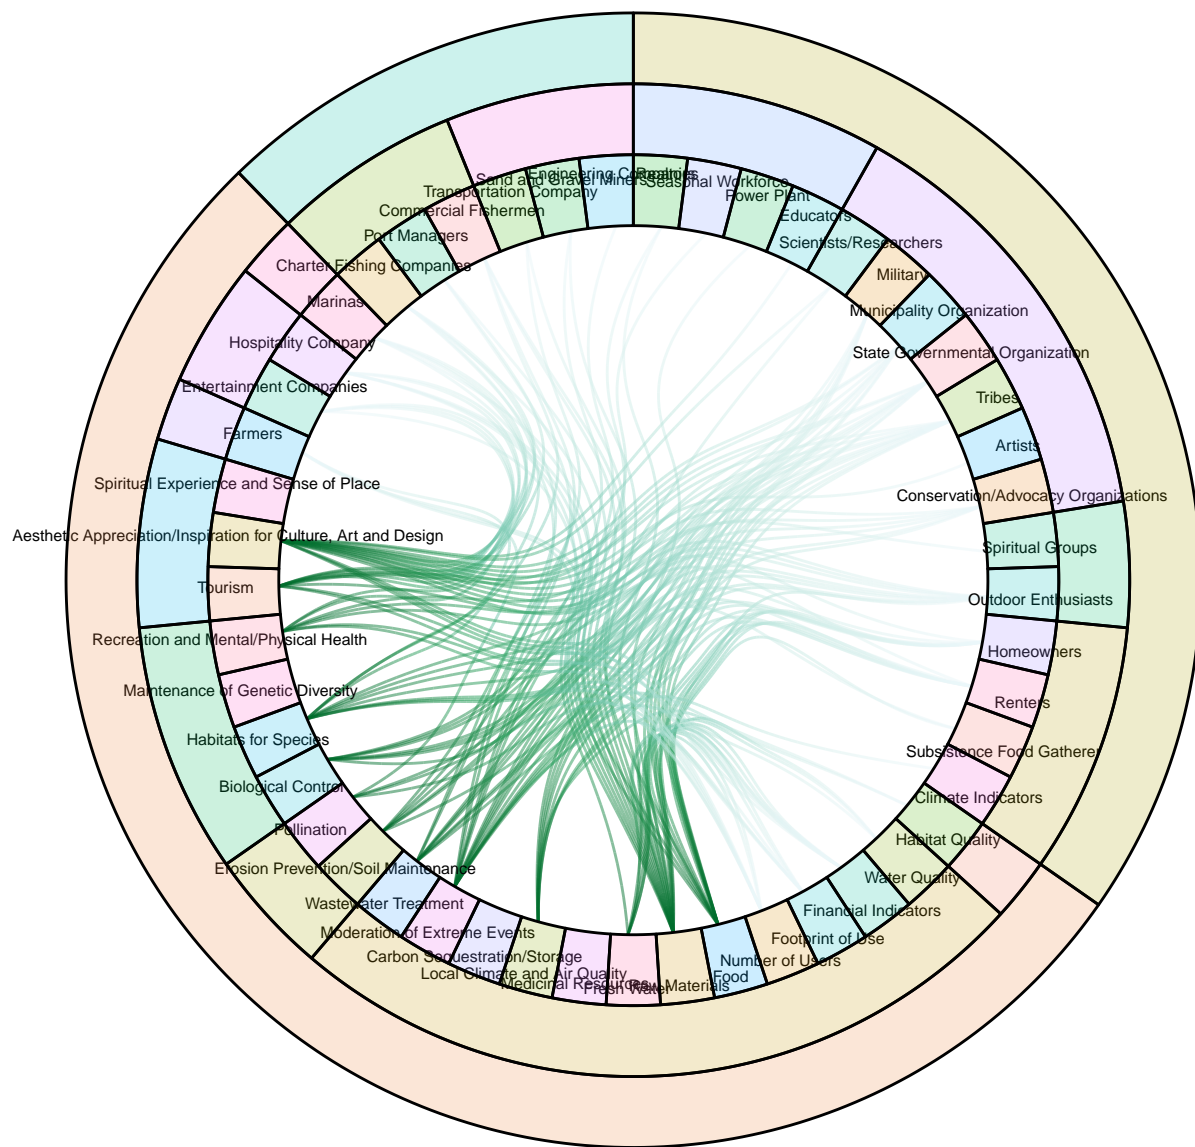 Realtors
Seasonal Workforce
Power Plant
Educators
Scientists/Researchers
Military
Municipality Organization
State Governmental Organization
Tribes
Artists
Conservation/Advocacy Organizations
Spiritual Groups
Outdoor Enthusiasts
Homeowners
Renters
Subsistence Food Gatherer
Climate Indicators
Habitat Quality
Water Quality
Financial Indicators
Footprint of Use
Number of Users
Food
Raw Materials
Fresh Water
Medicinal Resources
Local Climate and Air Quality
Carbon Sequestration/Storage
Moderation of Extreme Events
Wastewater Treatment
Erosion Prevention/Soil Maintenance
Pollination
Biological Control
Habitats for Species
Maintenance of Genetic Diversity
Recreation and Mental/Physical Health
Tourism
Aesthetic Appreciation/Inspiration for Culture, Art and Design
Spiritual Experience and Sense of Place
Farmers
Entertainment Companies
Hospitality Company
Marinas
Charter Fishing Companies
Port Managers
Commercial Fishermen
Transportation Company
Sand and Gravel Miners
Engineering Companies